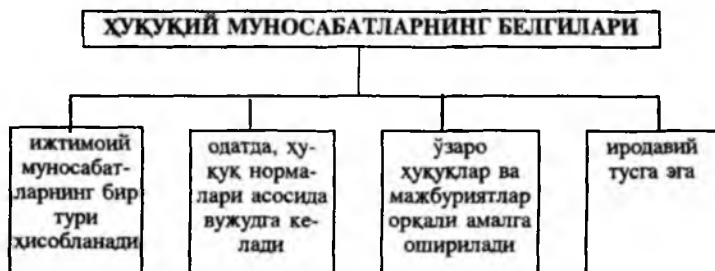 ҲУҚУҚИЙ МУНОСАБАТЛАРНИНГ БЕЛГИЛАРИ
ижтимоий
муносабат-
ларнинг бир
тури
ҳисобланади
одатда, ҳу-
қуқ норма-
лари асосида
вужудга ке-
лади
ўзаро
ҳуқуқлар ва
мажбуриятлар
орқали амалга
оширилади
иродавий
тусга эга